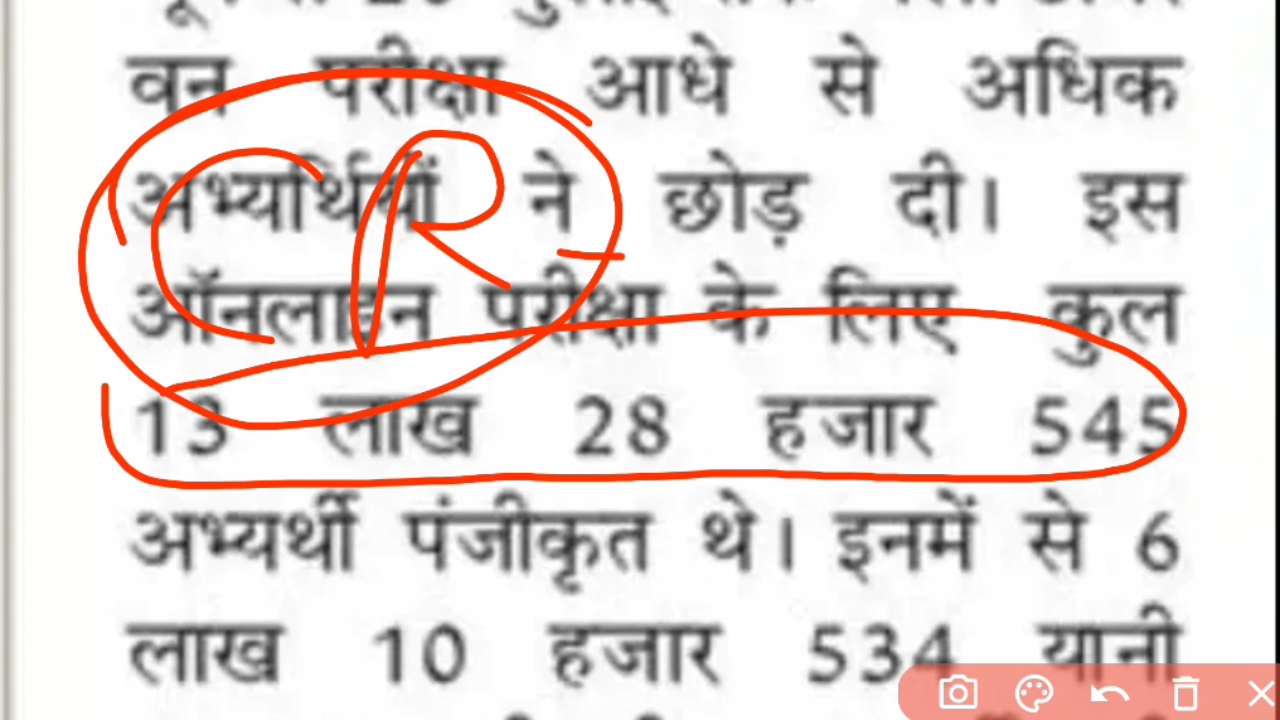 वन परीक्षा आधे से अधिक
अभ्यर्थियों ने छोड़ दी। इस
CR
ऑनलाइन परीक्षा के लिए कुल
13 लाख 28 हजार 545
अभ्यर्थी पंजीकृत थे। इनमें से 6
लाख 10 हजार 534 यानी